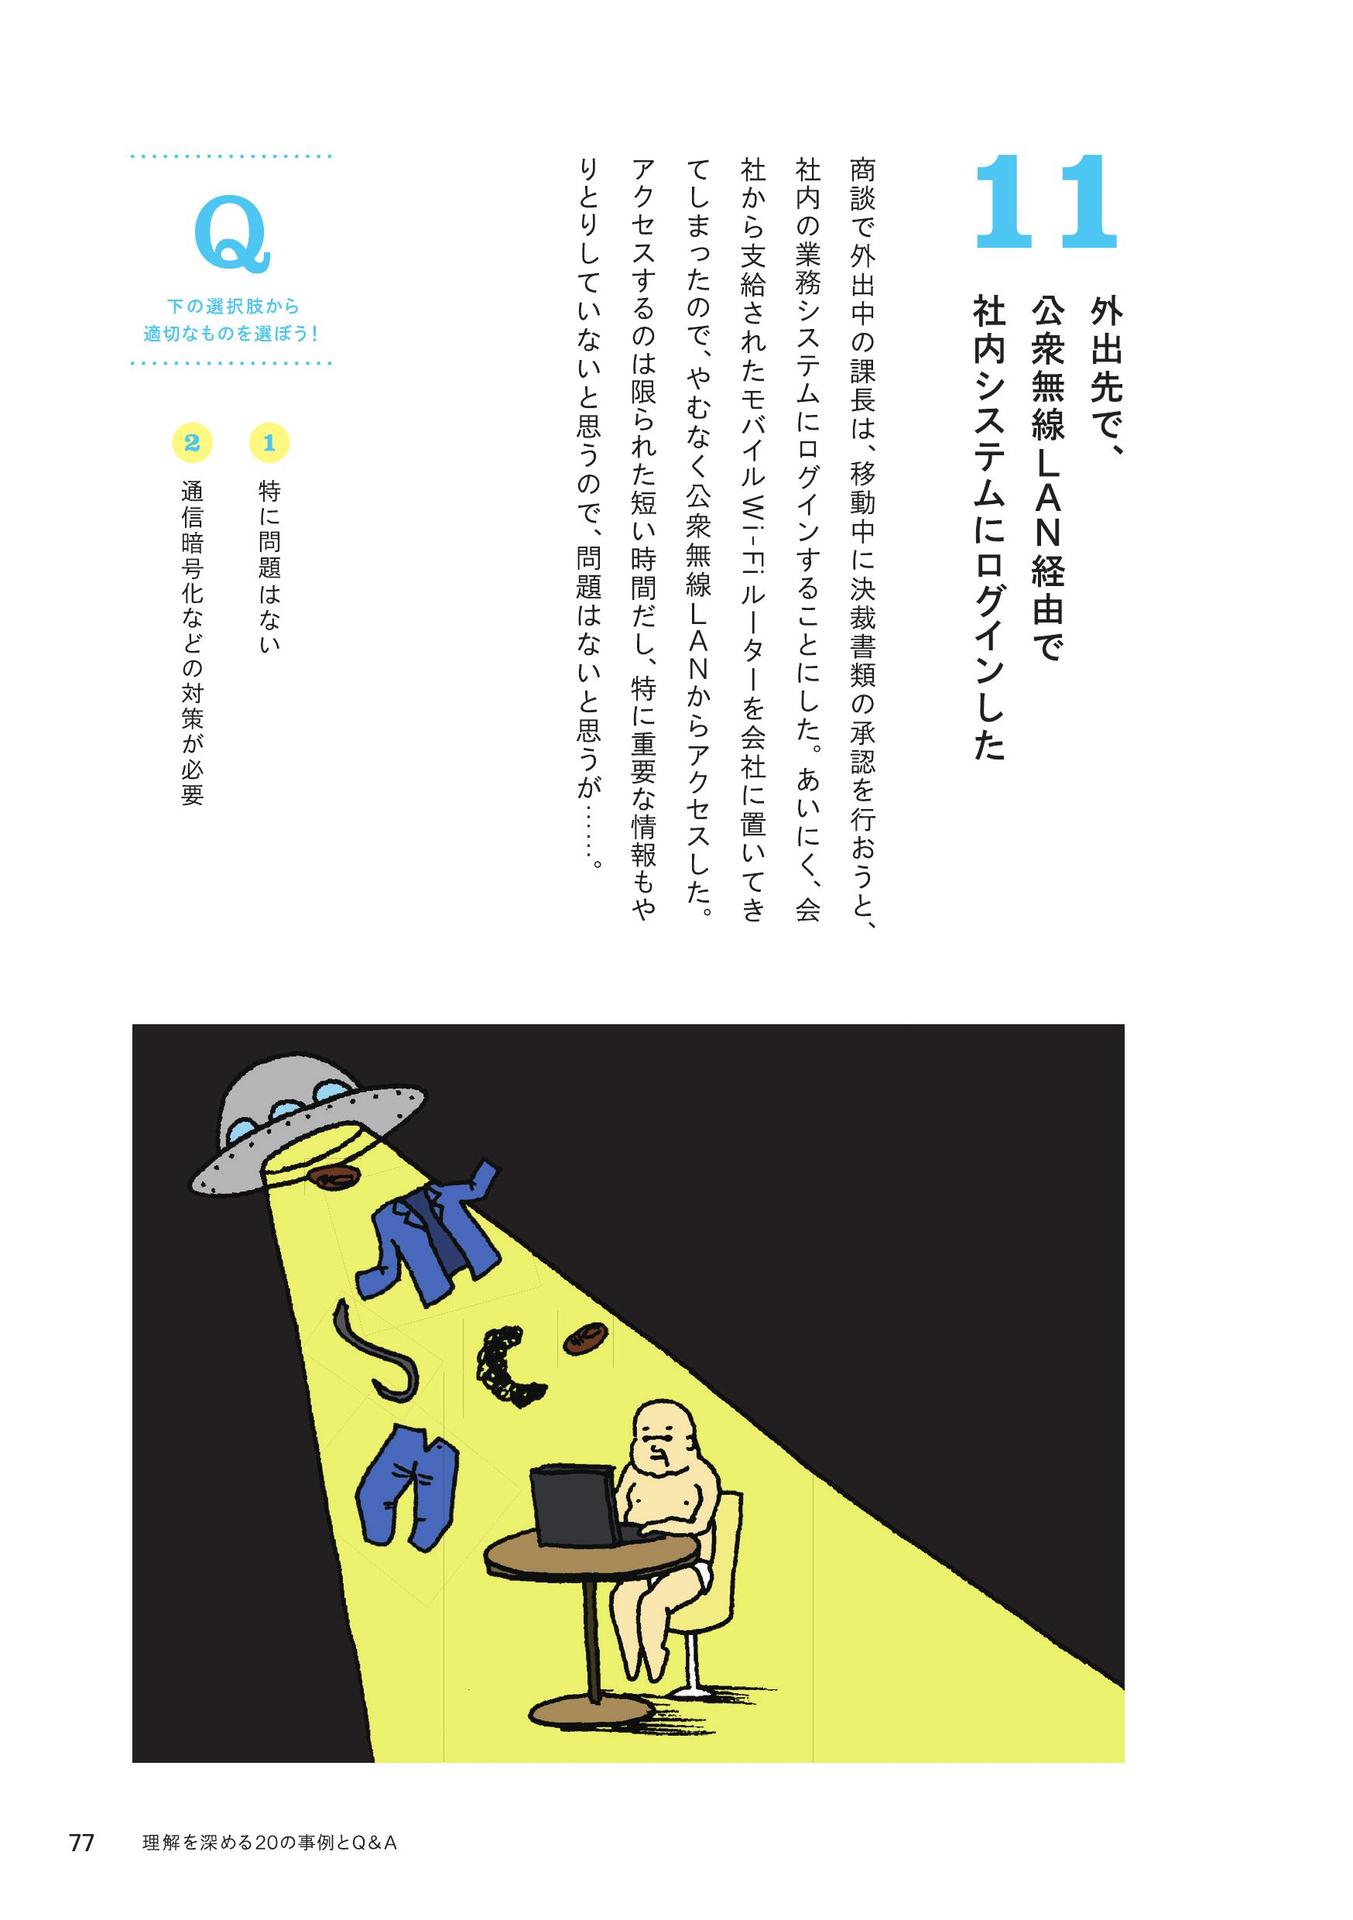 11
外出先で、
公衆無線LAN経由で
社内システムにログインした
商談で外出中の課長は、移動中に決裁書類の承認を行おうと、
社内の業務システムにログインすることにした。あいにく、会
社から支給されたモバイルWi-Fiルーターを会社に置いてき
てしまったので、やむなく公衆無線LANからアクセスした。
アクセスするのは限られた短い時間だし、特に重要な情報もや
りとりしていないと思うので、問題はないと思うが……。
Q
下の選択肢から
適切なものを選ぼう!
1 特に問題はない
2 通信暗号化などの対策が必要
77 理解を深める20の事例とQ&A